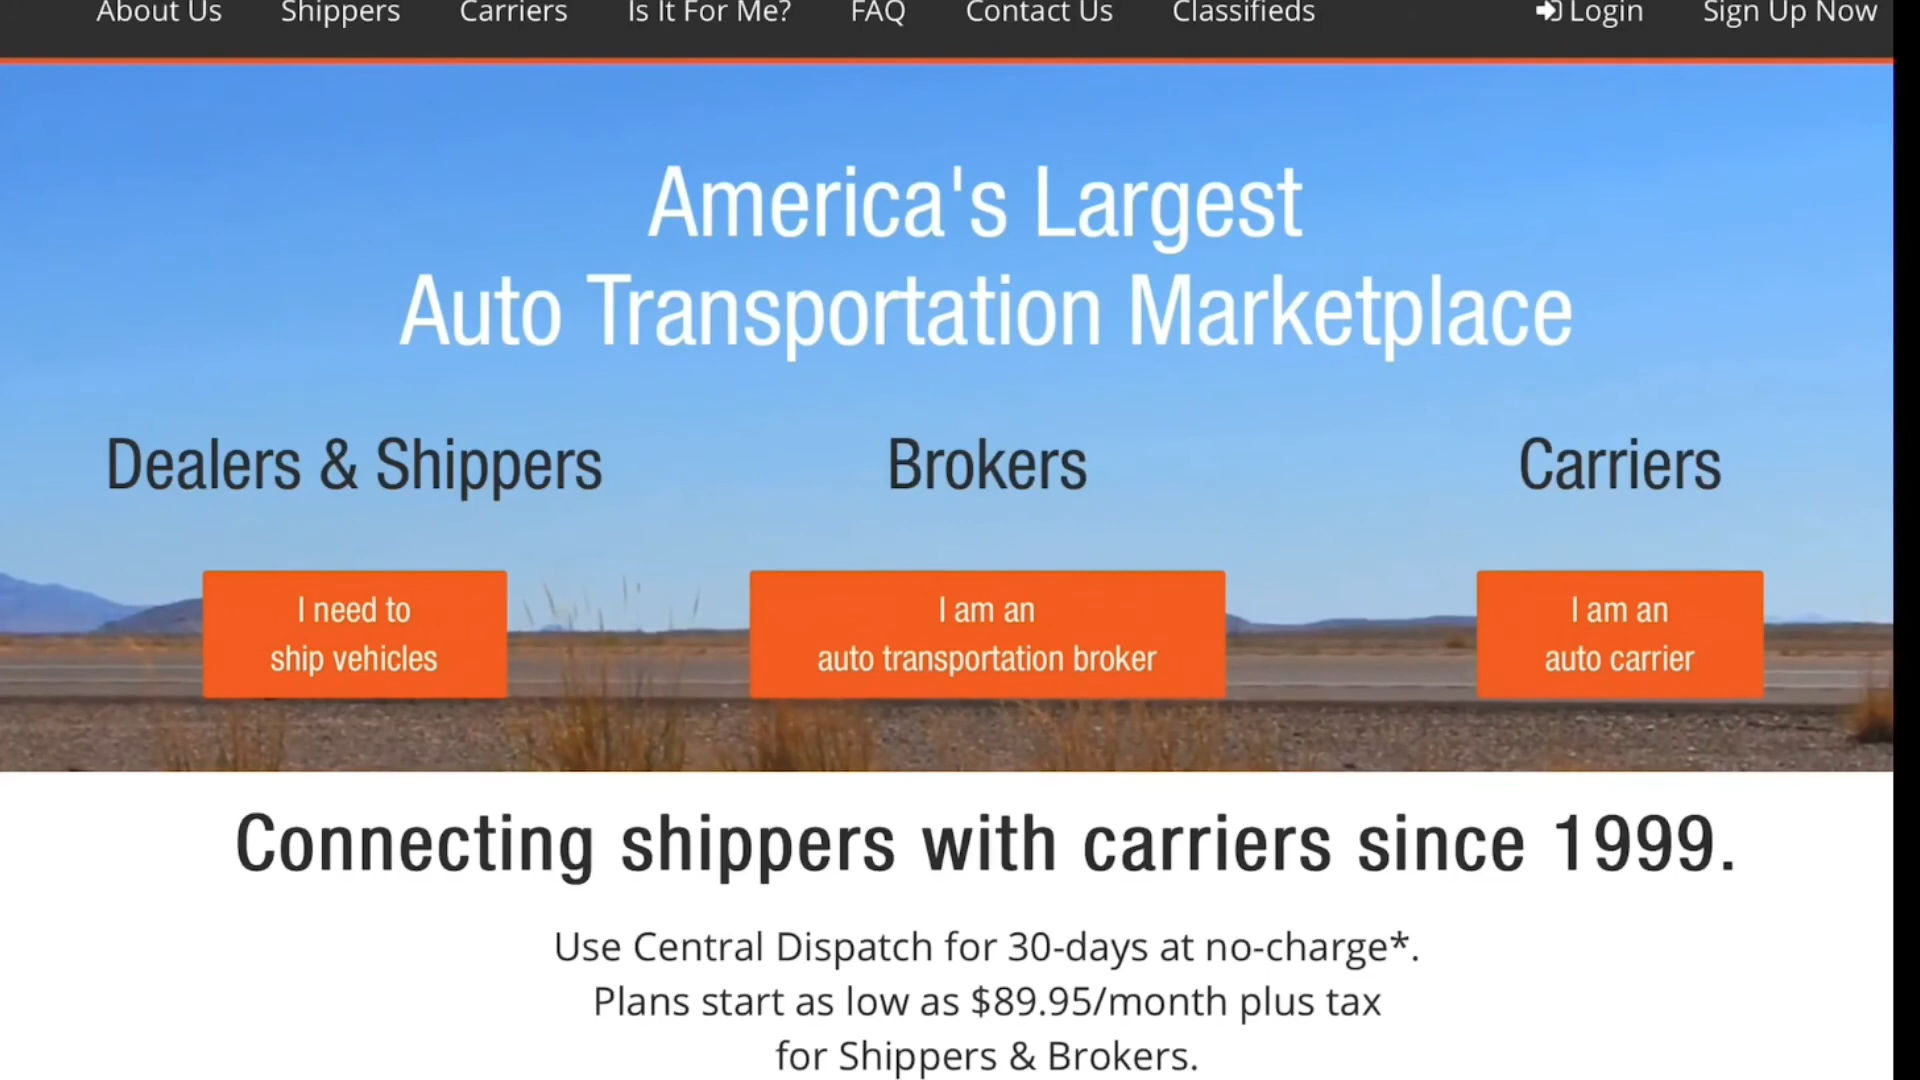 About Us Shippers Carriers Is It For Me? FAQ Contact Us Classifieds Login Sign Up Now
America's Largest
Auto Transportation Marketplace
Dealers & Shippers Brokers Carriers
I need to
ship vehicles
I am an
auto transportation broker
I am an
auto carrier
Connecting shippers with carriers since 1999.
Use Central Dispatch for 30-days at no-charge*.
Plans start as low as $89.95/month plus tax
for Shippers & Brokers.